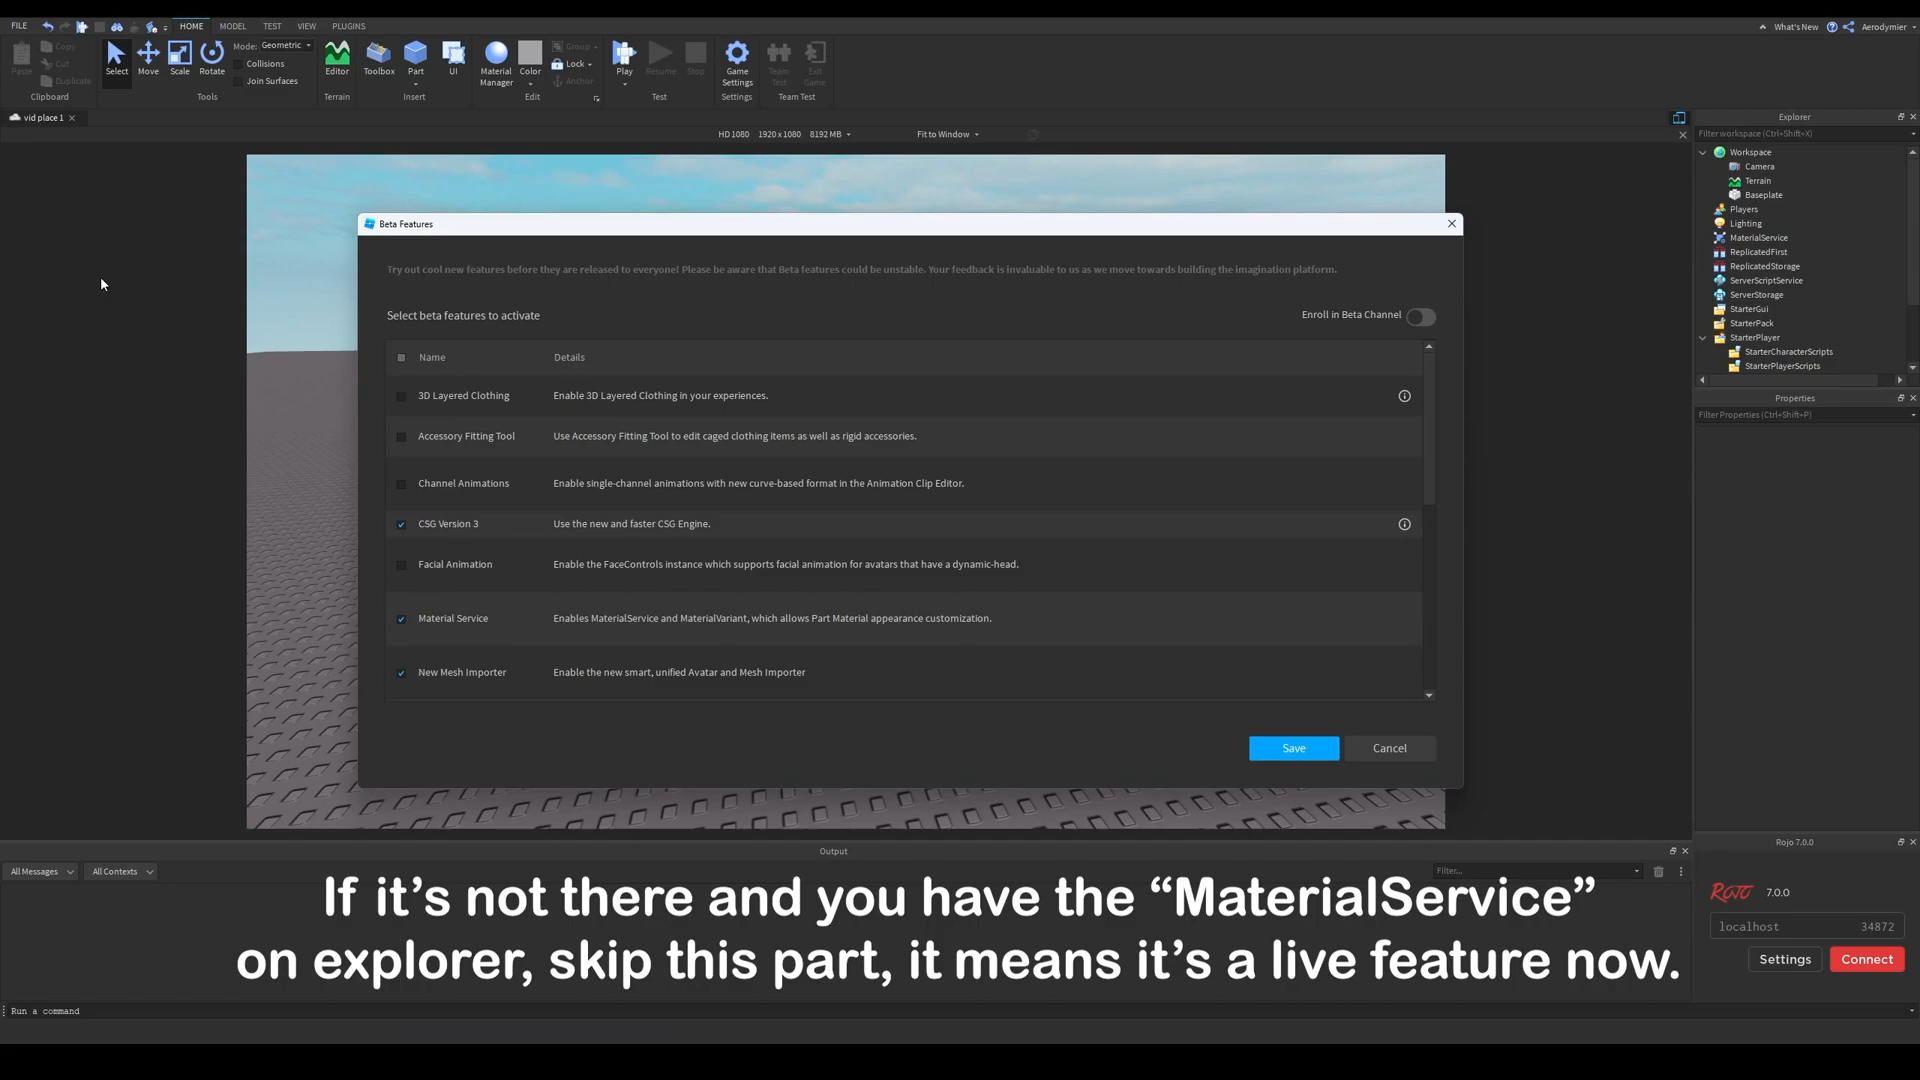 FILE
HOME
MODEL
TEST
VIEW
PLUGINS
What's New
Aerodymier
Paste
Copy
Cut
Duplicate
Clipboard
Select
Move
Scale
Rotate
Mode: Geometric
Collisions
Join Surfaces
Tools
Editor
Terrain
Toolbox
Part
UI
Insert
Material
Manager
Color
Group
Lock
Anchor
Edit
Play
Resume
Stop
Test
Game
Settings
Settings
Team
Test
Exit
Game
Team Test
vid place 1
HD 1080 1920 x 1080 8192 MB
Fit to Window
Explorer
Filter workspace (Ctrl+Shift+X)
Workspace
Camera
Terrain
Baseplate
Players
Lighting
MaterialService
ReplicatedFirst
ReplicatedStorage
ServerScriptService
ServerStorage
StarterGui
StarterPack
StarterPlayer
StarterCharacterScripts
StarterPlayerScripts
Properties
Filter Properties (Ctrl+Shift+P)
Beta Features
Try out cool new features before they are released to everyone! Please be aware that Beta features could be unstable. Your feedback is invaluable to us as we move towards building the imagination platform.
Select beta features to activate
Enroll in Beta Channel
Name Details
3D Layered Clothing Enable 3D Layered Clothing in your experiences.
Accessory Fitting Tool Use Accessory Fitting Tool to edit caged clothing items as well as rigid accessories.
Channel Animations Enable single-channel animations with new curve-based format in the Animation Clip Editor.
CSG Version 3 Use the new and faster CSG Engine.
Facial Animation Enable the FaceControls instance which supports facial animation for avatars that have a dynamic-head.
Material Service Enables MaterialService and MaterialVariant, which allows Part Material appearance customization.
New Mesh Importer Enable the new smart, unified Avatar and Mesh Importer
Save
Cancel
Output
All Messages
All Contexts
Filter...
If it's not there and you have the “MaterialService”
on explorer, skip this part, it means it's a live feature now.
Run a command
Rojo 7.0.0
Rojo 7.0.0
localhost 34872
Settings
Connect